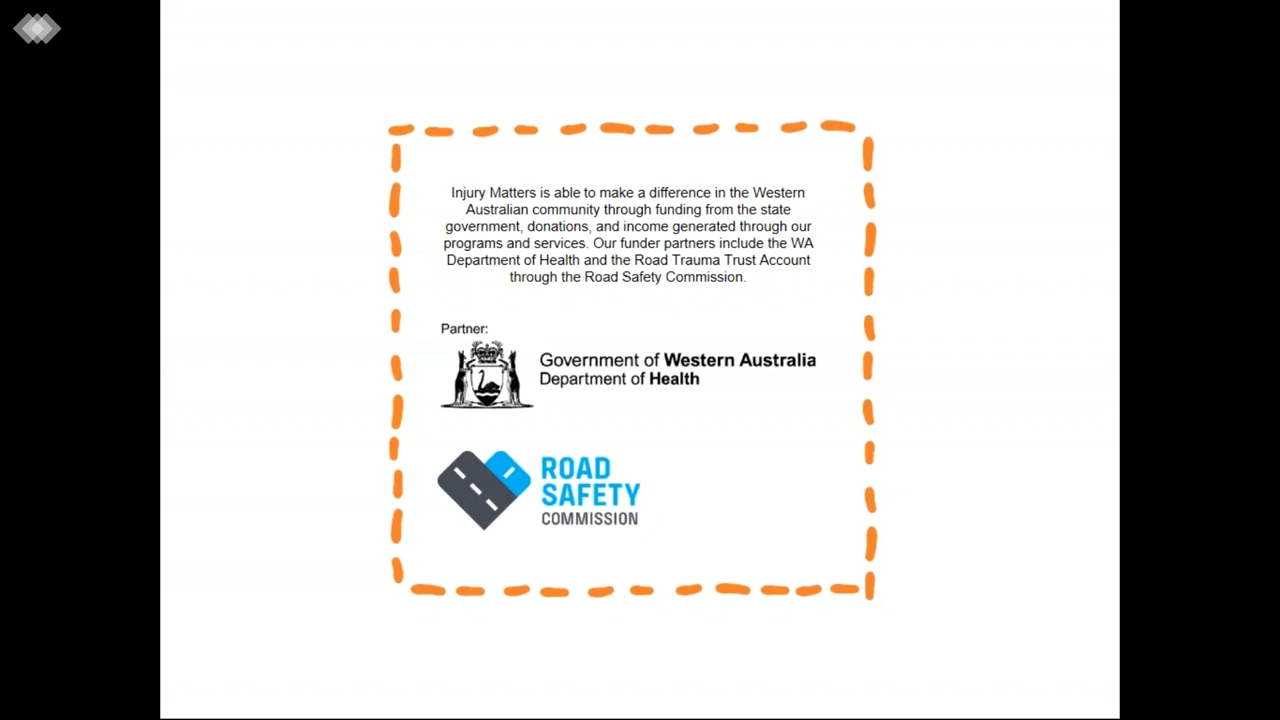 Injury Matters is able to make a difference in the Western
Australian community through funding from the state
government, donations, and income generated through our
programs and services. Our funder partners include the WA
Department of Health and the Road Trauma Trust Account
through the Road Safety Commission.
Partner:
Government of Western Australia
Department of Health
ROAD
SAFETY
COMMISSION